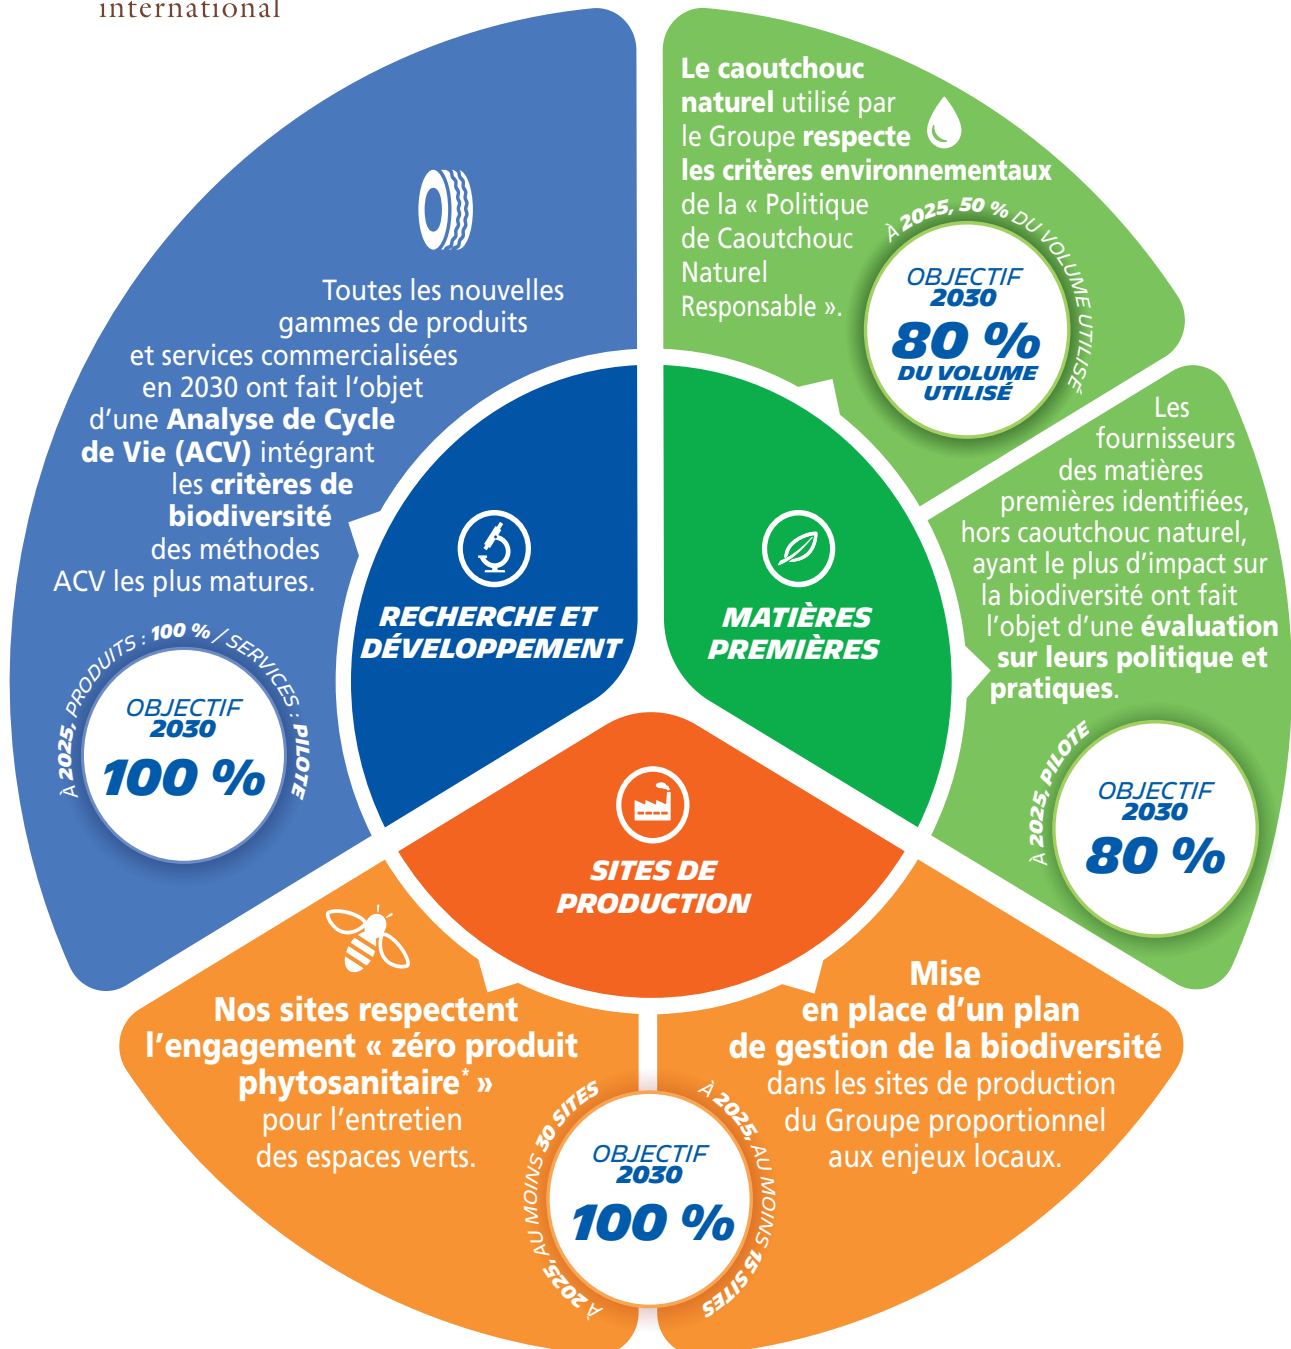 international
Le caoutchouc
naturel utilisé par
le Groupe respecte
les critères environnementaux
de la « Politique
de Caoutchouc
Naturel
Responsable ».
À 2025, 50 % DU VOLUME UTILISÉ
OBJECTIF
2030
80 %
DU VOLUME
UTILISÉ
Toutes les nouvelles
gammes de produits
et services commercialisées
en 2030 ont fait l‘objet
d’une Analyse de Cycle
de Vie (ACV) intégrant
les critères de
biodiversité
des méthodes
ACV les plus matures.
À 2025, PRODUITS : 100 % / SERVICES : PILOTE
OBJECTIF
2030
100 %
RECHERCHE ET
DÉVELOPPEMENT
MATIÈRES
PREMIÈRES
Les
fournisseurs
des matières
premières identifiées,
hors caoutchouc naturel,
ayant le plus d’impact sur
la biodiversité ont fait
l’objet d’une évaluation
sur leurs politique et
pratiques.
À 2025, PILOTE
OBJECTIF
2030
80 %
SITES DE
PRODUCTION
Nos sites respectent
l’engagement « zéro produit
phytosanitaire* »
pour l’entretien
des espaces verts.
À 2025, AU MOINS 30 SITES
OBJECTIF
2030
100 %
Mise
en place d’un plan
de gestion de la biodiversité
dans les sites de production
du Groupe proportionnel
aux enjeux locaux.
À 2025, AU MOINS 15 SITES